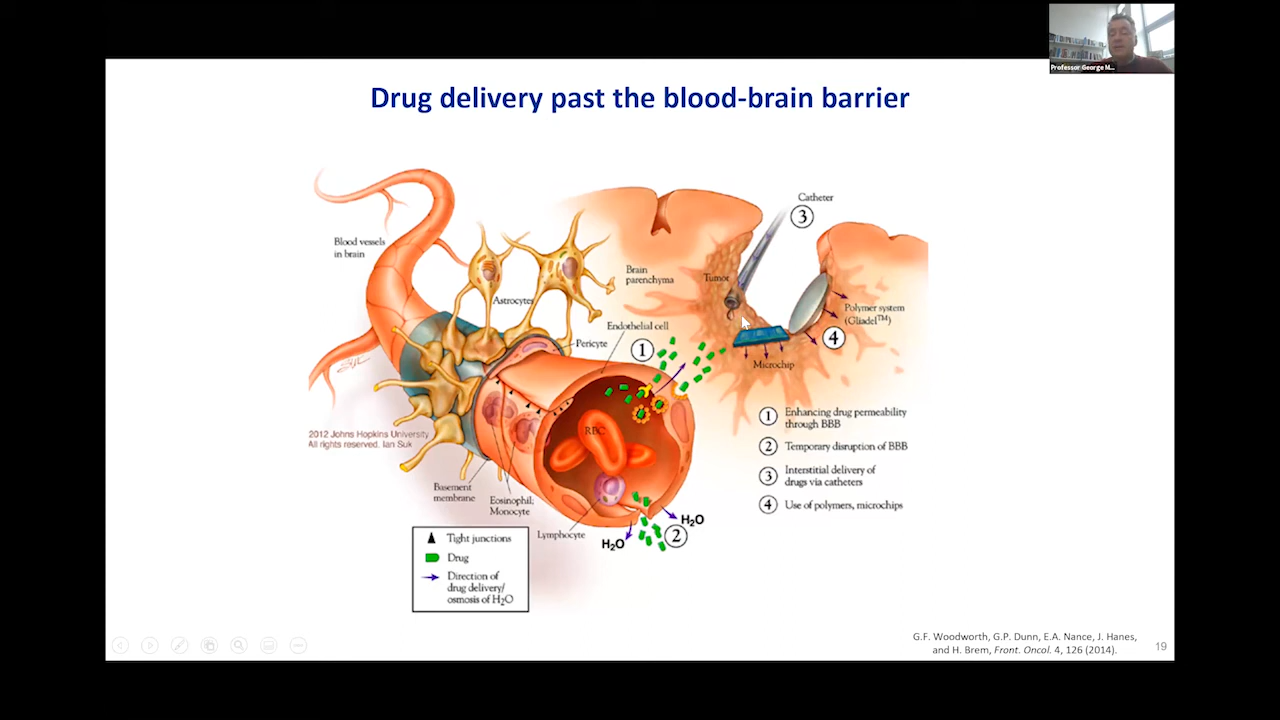 Professor George M...
Drug delivery past the blood-brain barrier
Catheter
3
Blood vessels
in brain
Brain
parenchyma
Tumor
Astrocytes
Polymer system
(Gliadel™)
Endothelial cell
Pericyte
1
4
Microchip
RBC
1 Enhancing drug permeability
through BBB
2 Temporary disruption of BBB
3 Interstitial delivery of
drugs via catheters
4 Use of polymers, microchips
2012 Johns Hopkins University
All rights reserved. Ian Suk
Basement
membrane
Eosinophil;
Monocyte
Lymphocyte
H2O
H2O
2
Tight junctions
Drug
Direction of
drug delivery/
osmosis of H2O
G.F. Woodworth, G.P. Dunn, E.A. Nance, J. Hanes,
and H. Brem, Front. Oncol. 4, 126 (2014).
19